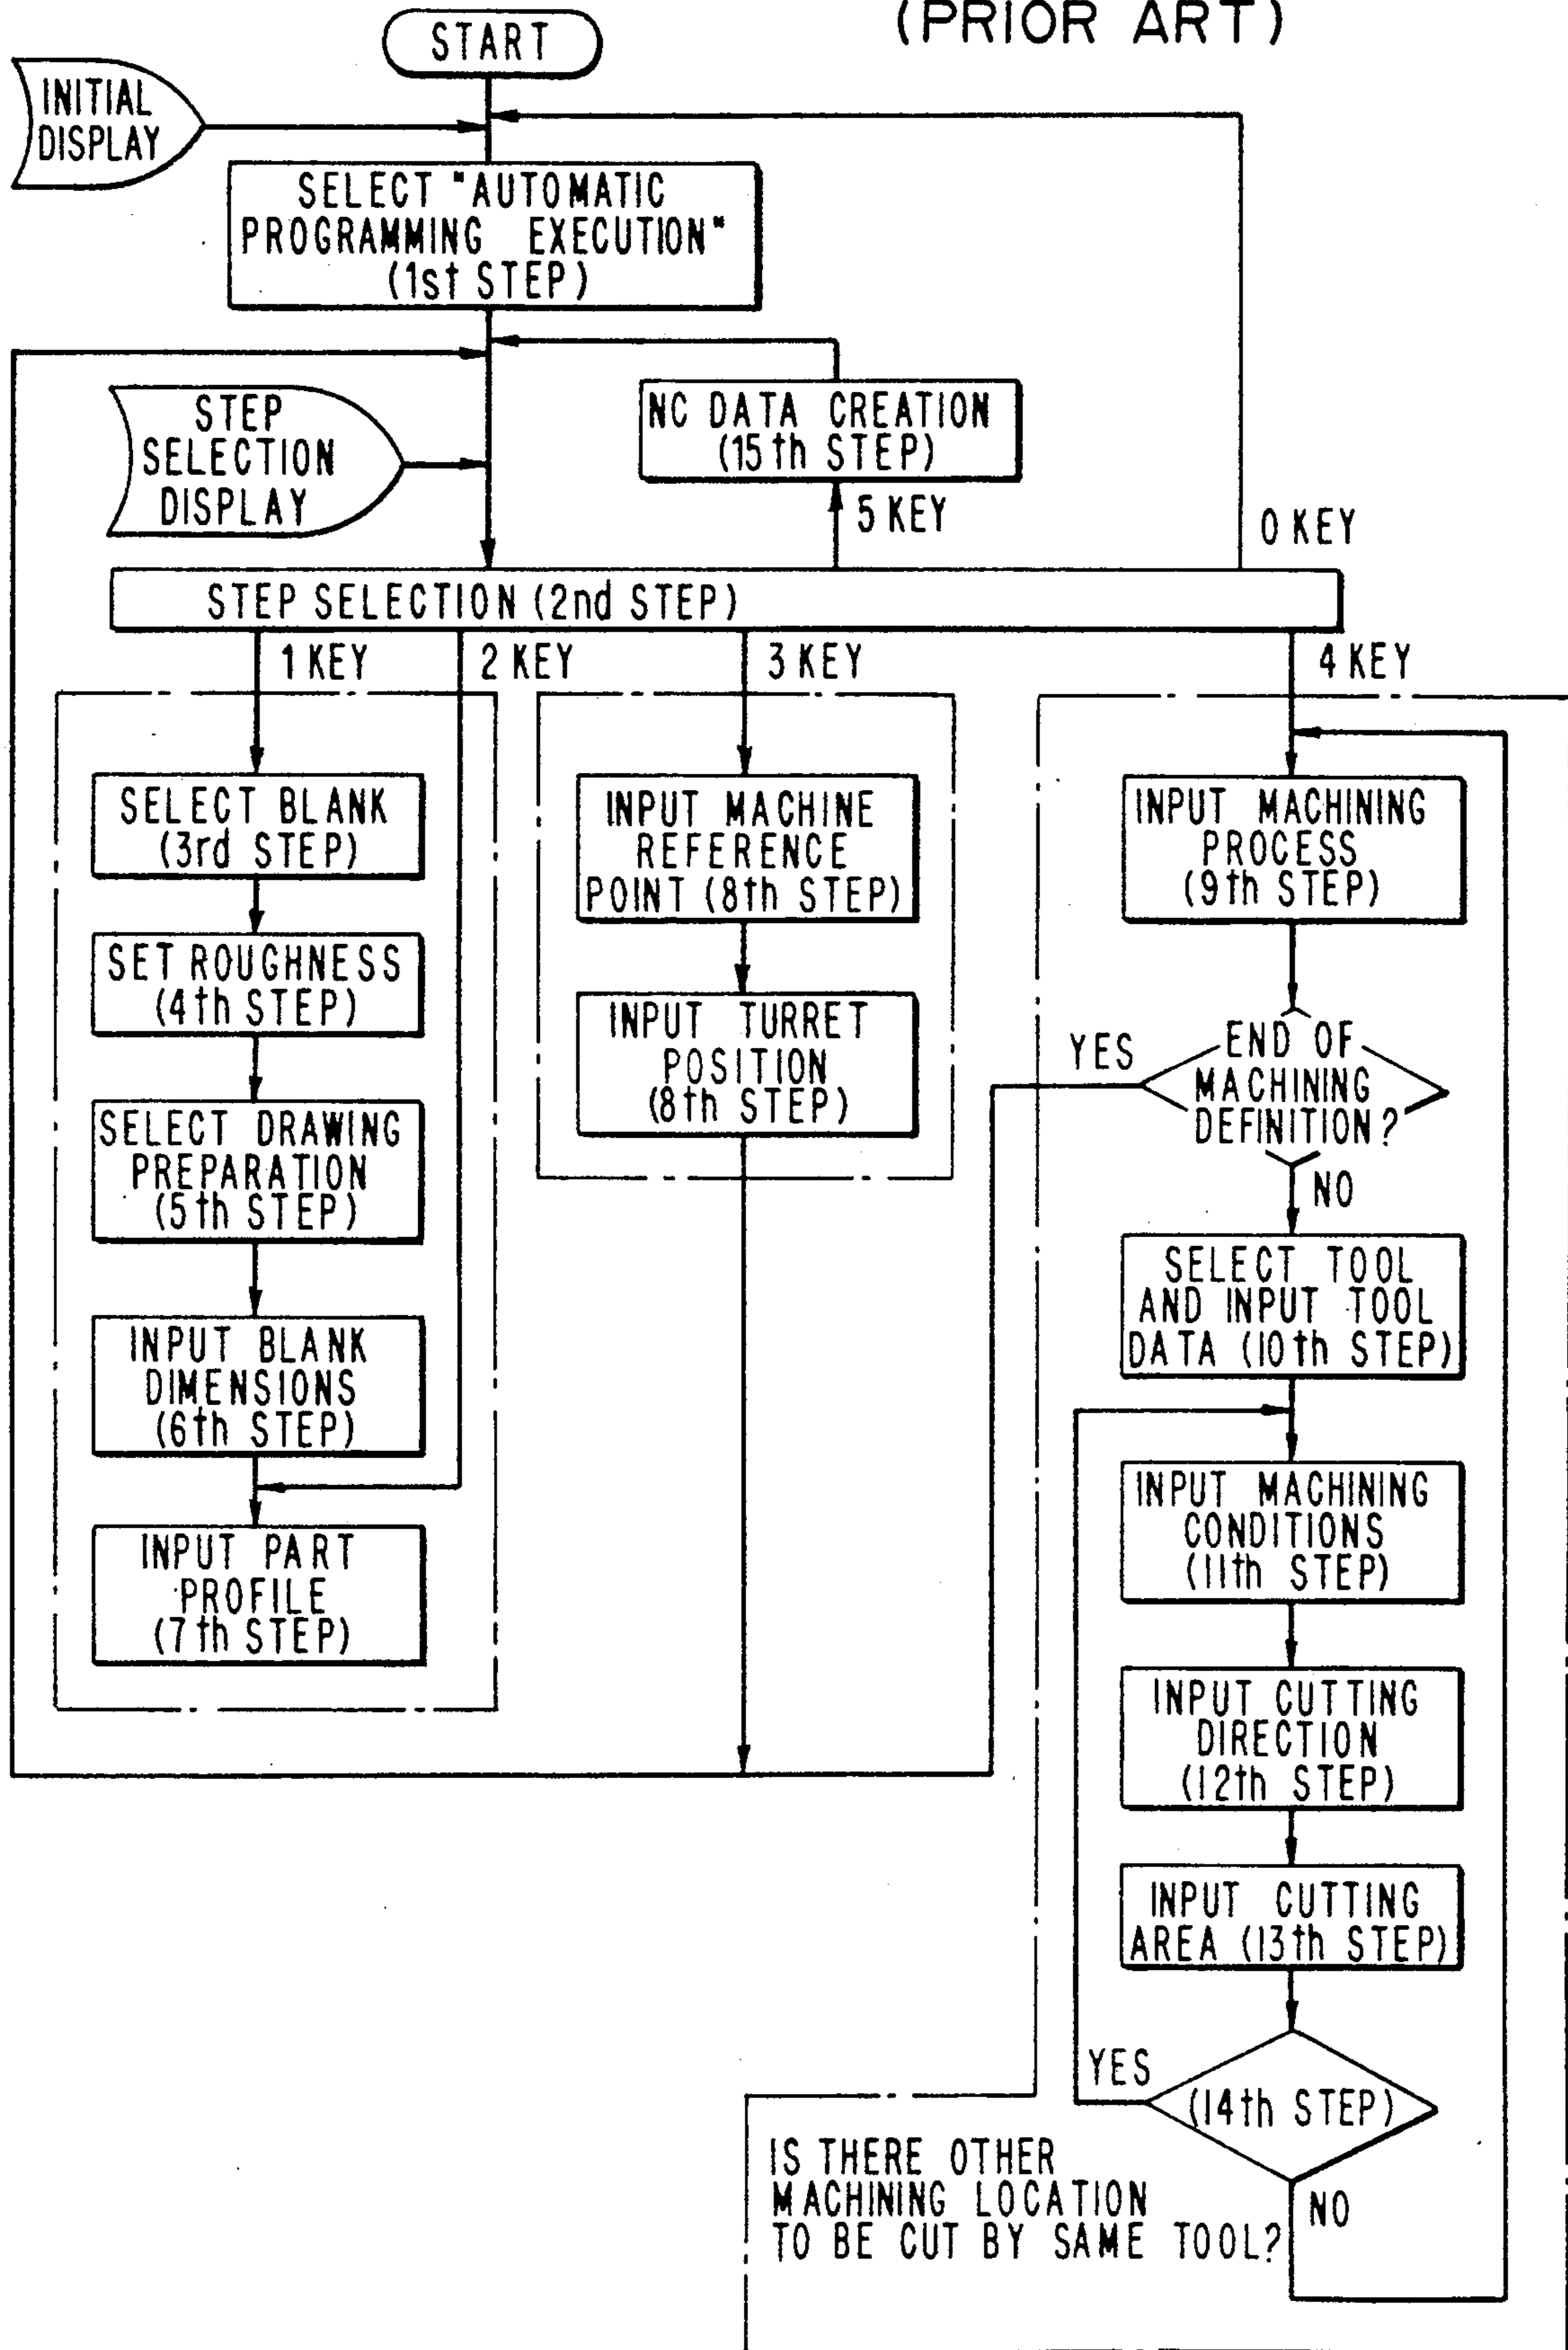 (PRIOR ART)
START
INITIAL
DISPLAY
SELECT "AUTOMATIC
PROGRAMMING EXECUTION"
(1st STEP)
STEP
SELECTION
DISPLAY
NC DATA CREATION
(15th STEP)
5 KEY
0 KEY
STEP SELECTION (2nd STEP)
1 KEY
2 KEY
3 KEY
4 KEY
SELECT BLANK
(3rd STEP)
SET ROUGHNESS
(4th STEP)
SELECT DRAWING
PREPARATION
(5th STEP)
INPUT BLANK
DIMENSIONS
(6th STEP)
INPUT PART
PROFILE
(7th STEP)
INPUT MACHINE
REFERENCE
POINT (8th STEP)
INPUT TURRET
POSITION
(8th STEP)
INPUT MACHINING
PROCESS
(9th STEP)
YES
END OF
MACHINING
DEFINITION?
NO
SELECT TOOL
AND INPUT TOOL
DATA (10th STEP)
INPUT MACHINING
CONDITIONS
(11th STEP)
INPUT CUTTING
DIRECTION
(12th STEP)
INPUT CUTTING
AREA (13th STEP)
YES
(14th STEP)
IS THERE OTHER
MACHINING LOCATION
TO BE CUT BY SAME TOOL?
NO